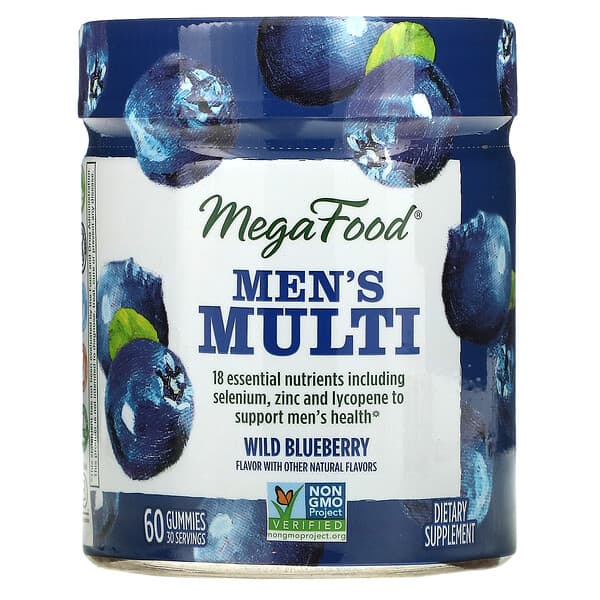 MegaFood®
MEN'S
MULTI
18 essential nutrients including
selenium, zinc and lycopene to
support men's health
WILD BLUEBERRY
FLAVOR WITH OTHER NATURAL FLAVORS
60 GUMMIES
30 SERVINGS
NON
GMO
Project
VERIFIED
nongmoproject.org
DIETARY
SUPPLEMENT